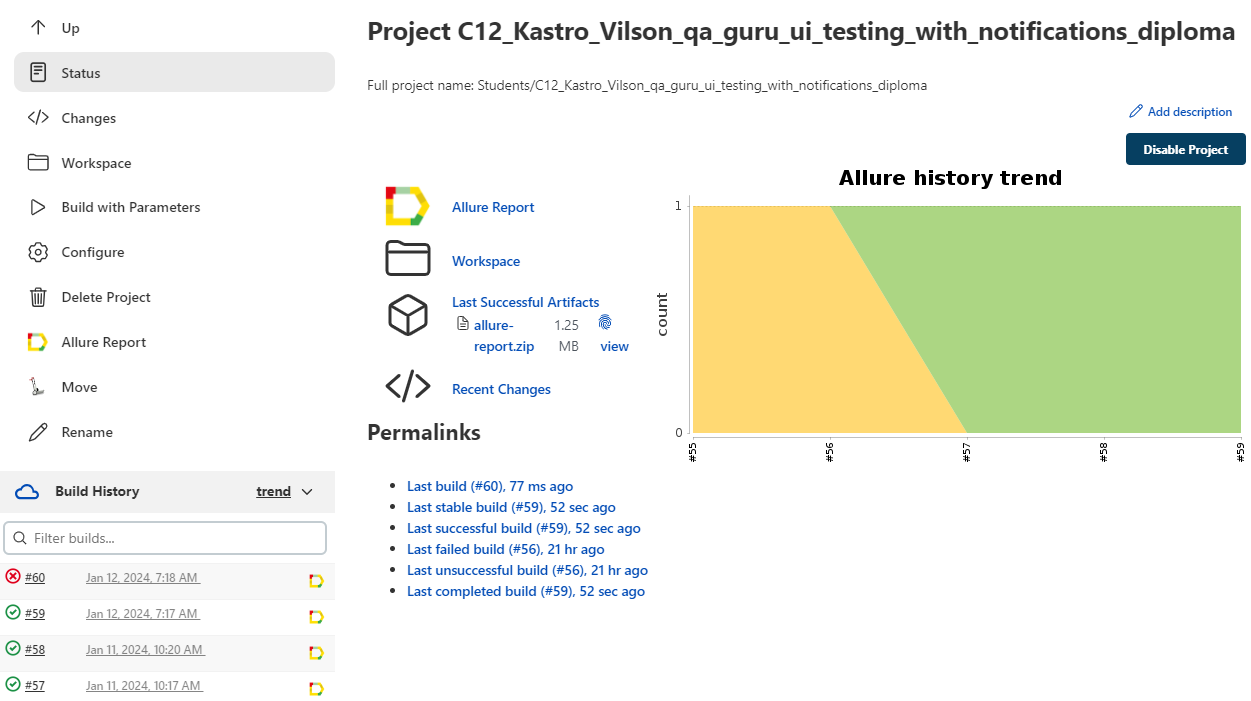 Up
Status
Changes
Workspace
Build with Parameters
Configure
Delete Project
Allure Report
Move
Rename
Build History
trend
Filter builds...
#60 Jan 12, 2024, 7:18 AM
#59 Jan 12, 2024, 7:17 AM
#58 Jan 11, 2024, 10:20 AM
#57 Jan 11, 2024, 10:17 AM
Project C12_Kastro_Vilson_qa_guru_ui_testing_with_notifications_diploma
Full project name: Students/C12_Kastro_Vilson_qa_guru_ui_testing_with_notifications_diploma
Add description
Disable Project
Allure Report
Workspace
Last Successful Artifacts
allure- 1.25
report.zip MB view
Recent Changes
Allure history trend
1
count
0
#55 #56 #57 #58 #59
Permalinks
Last build (#60), 77 ms ago
Last stable build (#59), 52 sec ago
Last successful build (#59), 52 sec ago
Last failed build (#56), 21 hr ago
Last unsuccessful build (#56), 21 hr ago
Last completed build (#59), 52 sec ago